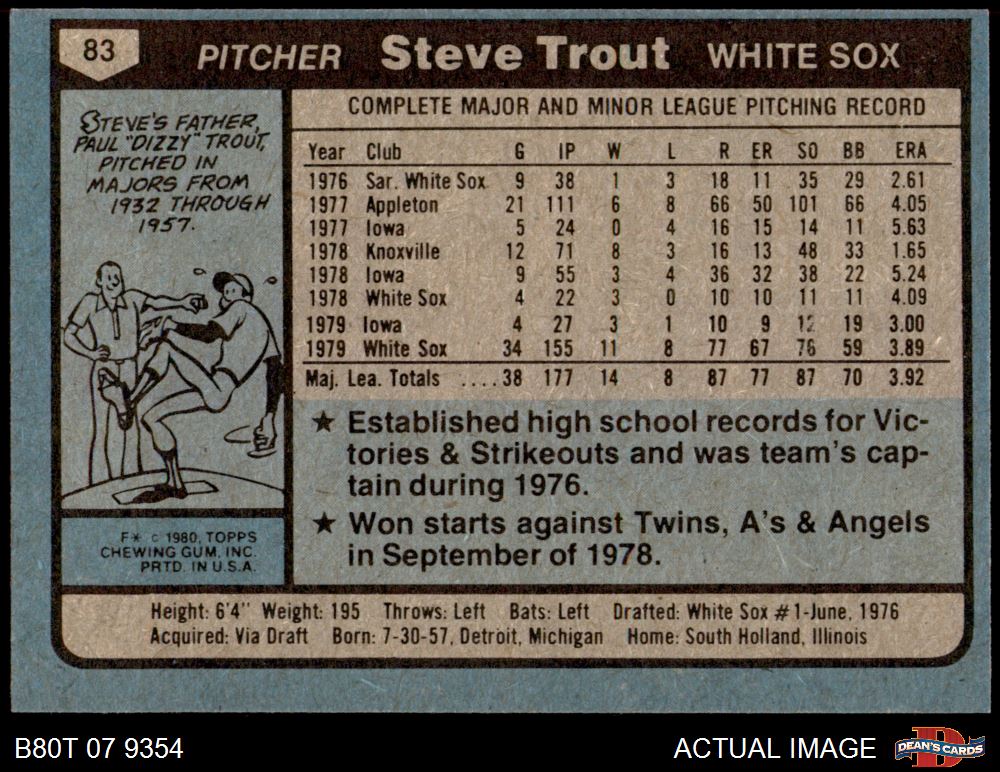 83 PITCHER Steve Trout WHITE SOX
STEVE'S FATHER,
PAUL "DIZZY" TROUT,
PITCHED IN
MAJORS FROM
1932 THROUGH
1957.
F* © 1980, TOPPS
CHEWING GUM, INC.
PRTD. IN U.S.A.
COMPLETE MAJOR AND MINOR LEAGUE PITCHING RECORD
Year Club G IP W L R ER SO BB ERA
1976 Sar. White Sox 9 38 1 3 18 11 35 29 2.61
1977 Appleton 21 111 6 8 66 50 101 66 4.05
1977 Iowa 5 24 0 4 16 15 14 11 5.63
1978 Knoxville 12 71 8 3 16 13 48 33 1.65
1978 Iowa 9 55 3 4 36 32 38 22 5.24
1978 White Sox 4 22 3 0 10 10 11 11 4.09
1979 Iowa 4 27 3 1 10 9 12 19 3.00
1979 White Sox 34 155 11 8 77 67 76 59 3.89
Maj. Lea. Totals ....38 177 14 8 87 77 87 70 3.92
★ Established high school records for Vic-
tories & Strikeouts and was team's cap-
tain during 1976.
★ Won starts against Twins, A's & Angels
in September of 1978.
Height: 6'4" Weight: 195 Throws: Left Bats: Left Drafted: White Sox #1-June, 1976
Acquired: Via Draft Born: 7-30-57, Detroit, Michigan Home: South Holland, Illinois
B80T 07 9354 ACTUAL IMAGE DEAN'S CARDS